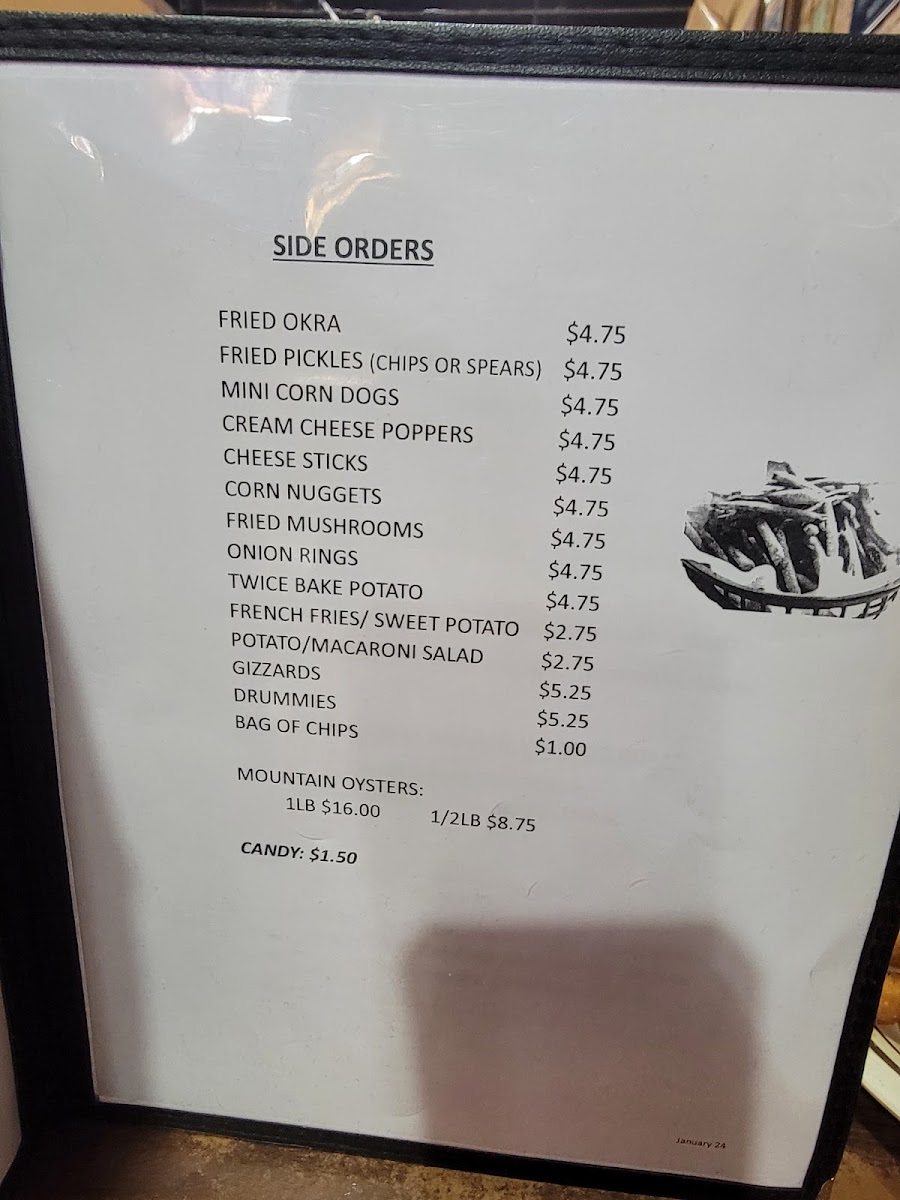 SIDE ORDERS
FRIED OKRA $4.75
FRIED PICKLES (CHIPS OR SPEARS) $4.75
MINI CORN DOGS $4.75
CREAM CHEESE POPPERS $4.75
CHEESE STICKS $4.75
CORN NUGGETS $4.75
FRIED MUSHROOMS $4.75
ONION RINGS $4.75
TWICE BAKE POTATO $4.75
FRENCH FRIES/ SWEET POTATO $2.75
POTATO/MACARONI SALAD $2.75
GIZZARDS $5.25
DRUMMIES $5.25
BAG OF CHIPS $1.00
MOUNTAIN OYSTERS:
1LB $16.00 1/2LB $8.75
CANDY: $1.50
January 24